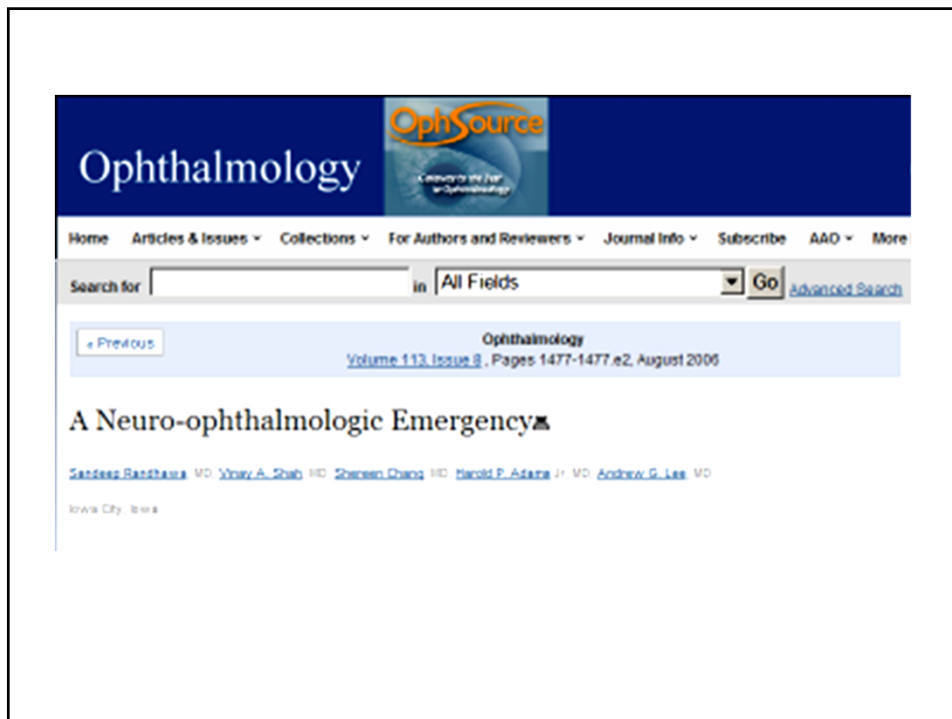 OphSource
Ophthalmology
Home Articles & Issues Collections For Authors and Reviewers Journal Info Subscribe AAO More
Search for in All Fields Go Advanced Search
« Previous
Ophthalmology
Volume 113, Issue 8 , Pages 1477-1477.e2, August 2006
A Neuro-ophthalmologic Emergency
Sandeep Randhawa, MD, Vinay A. Shah, MD, Shereen Chang, MD, Harold P. Adams Jr, MD, Andrew G. Lee, MD
Iowa City, Iowa